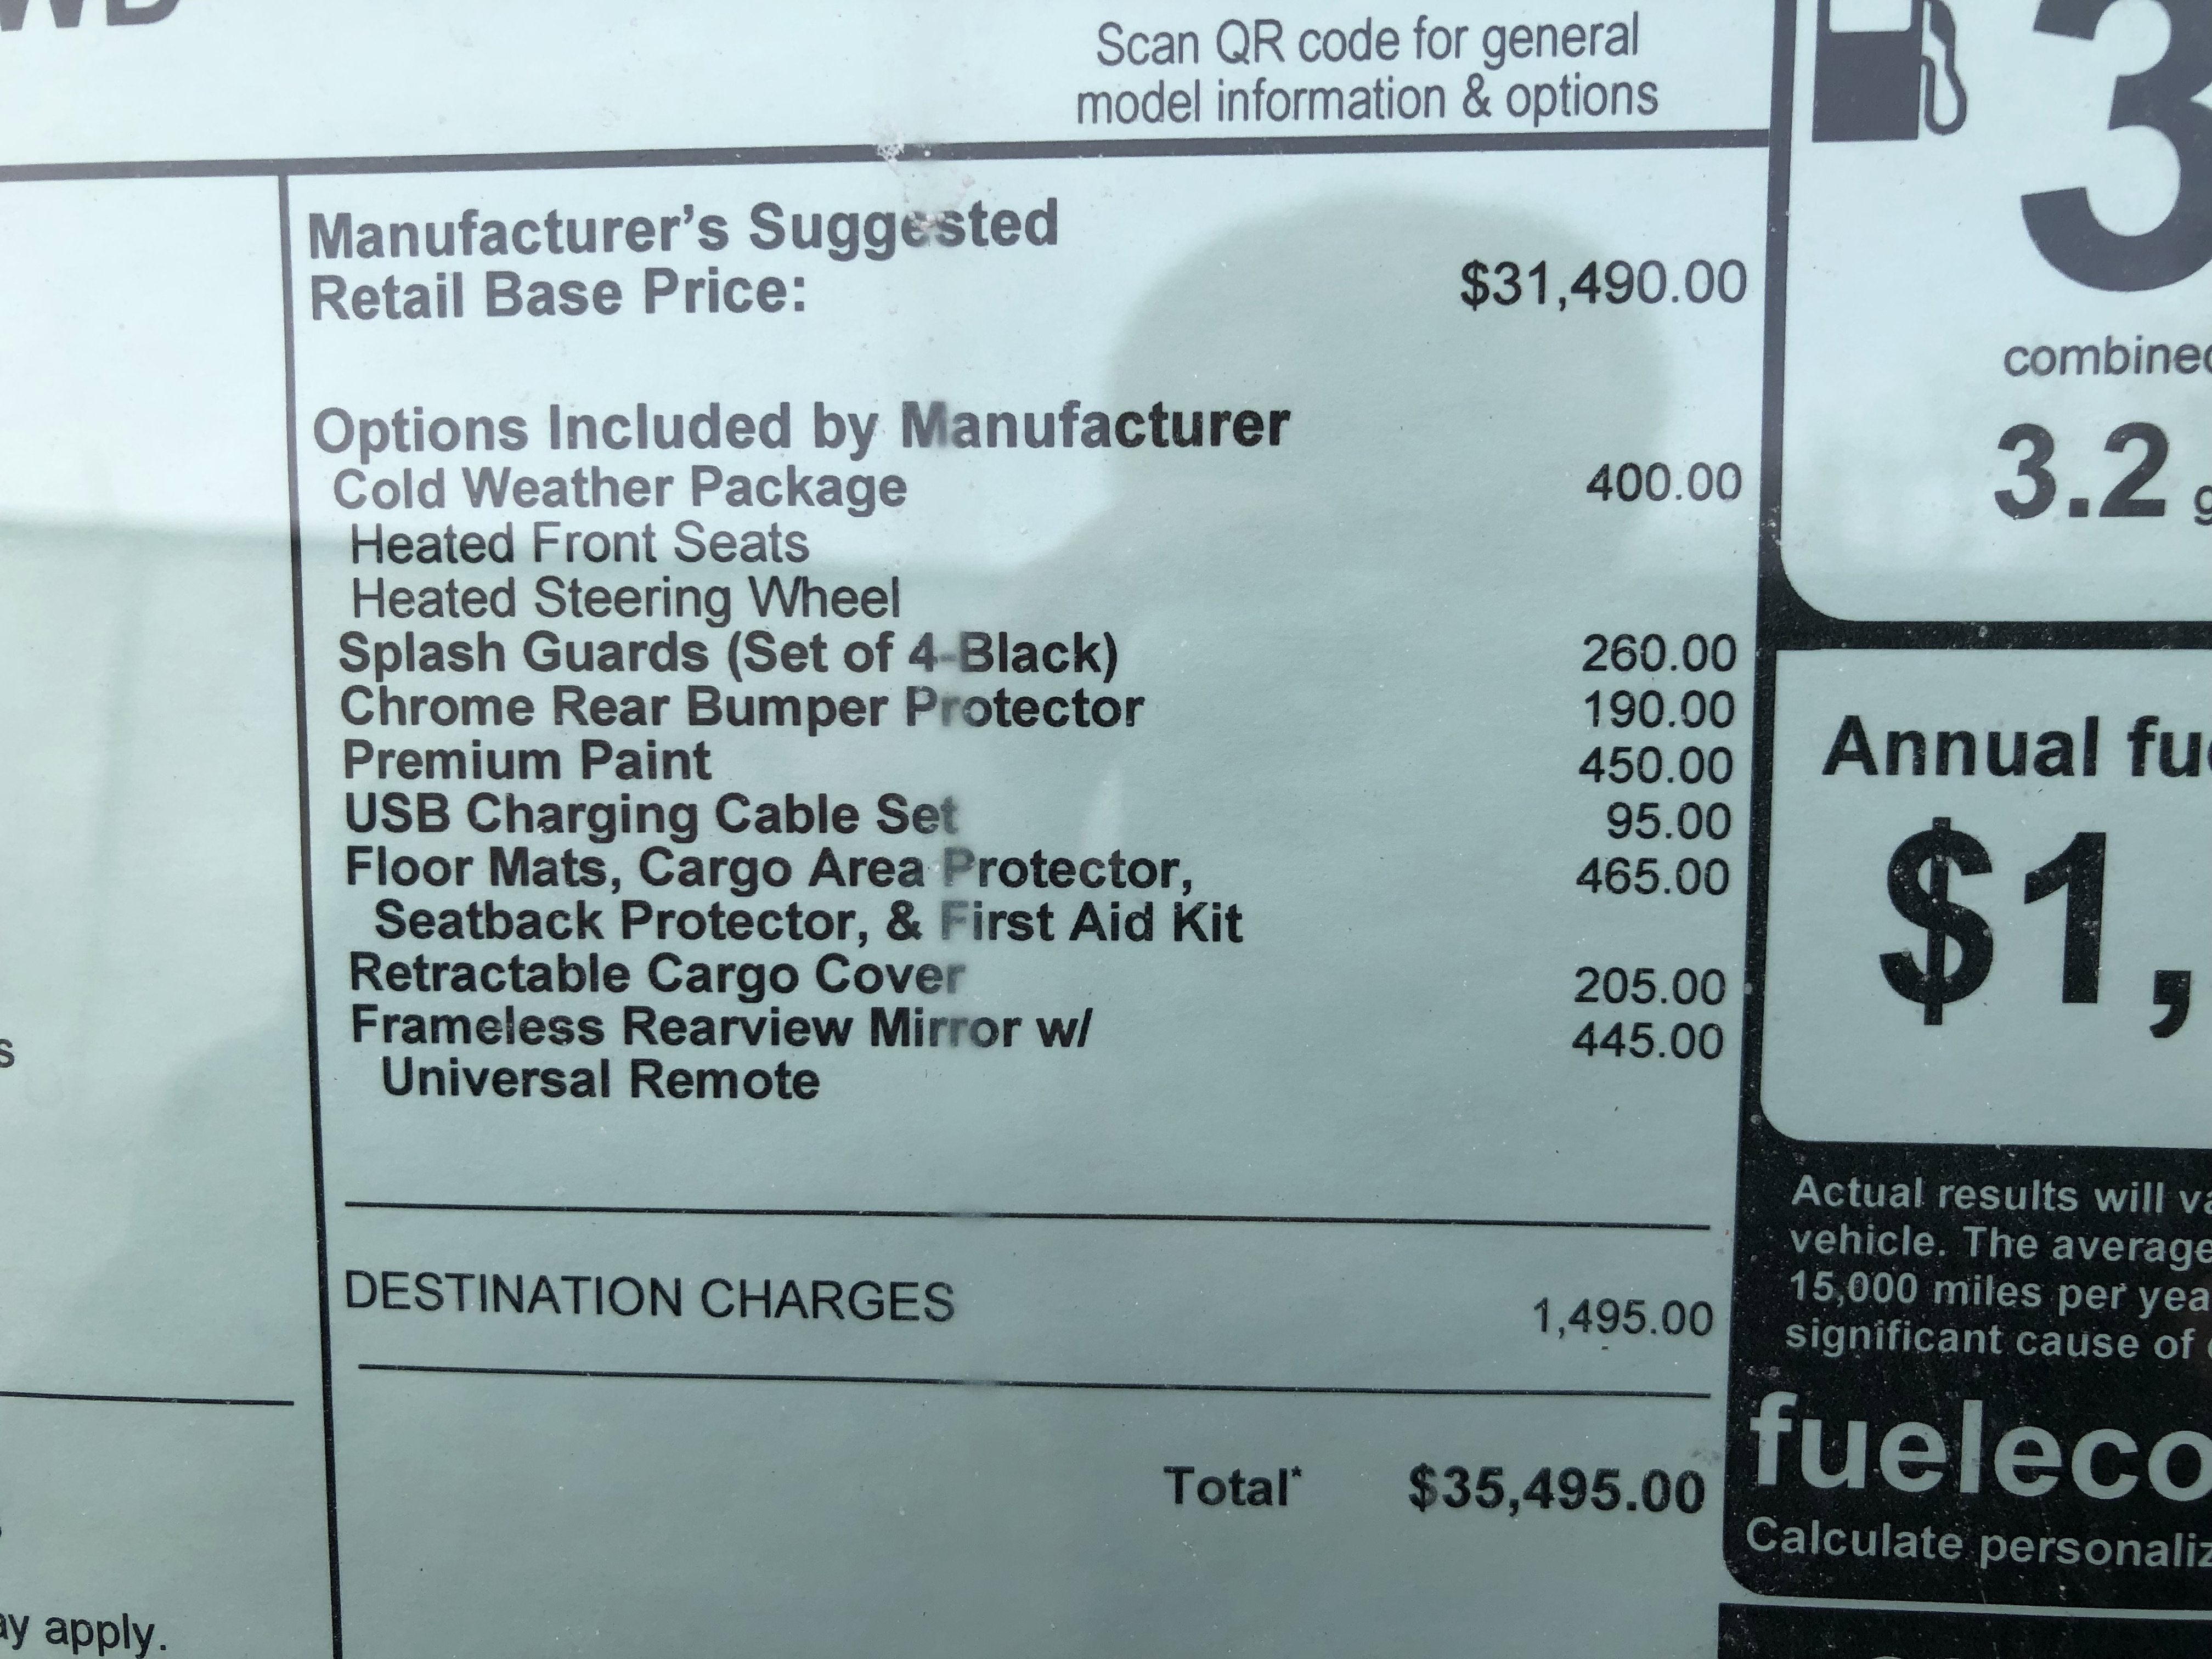 Scan QR code for general
model information & options
Manufacturer's Suggested
Retail Base Price: $31,490.00
Options Included by Manufacturer
Cold Weather Package 400.00
Heated Front Seats
Heated Steering Wheel
Splash Guards (Set of 4-Black) 260.00
Chrome Rear Bumper Protector 190.00
Premium Paint 450.00
USB Charging Cable Set 95.00
Floor Mats, Cargo Area Protector, 465.00
Seatback Protector, & First Aid Kit
Retractable Cargo Cover 205.00
Frameless Rearview Mirror w/ 445.00
Universal Remote
DESTINATION CHARGES 1,495.00
Total* $35,495.00
apply.
3
combined
3.2
Annual
$1,
Actual results will
vehicle. The average
15,000 miles per
significant cause of
fueleco
Calculate